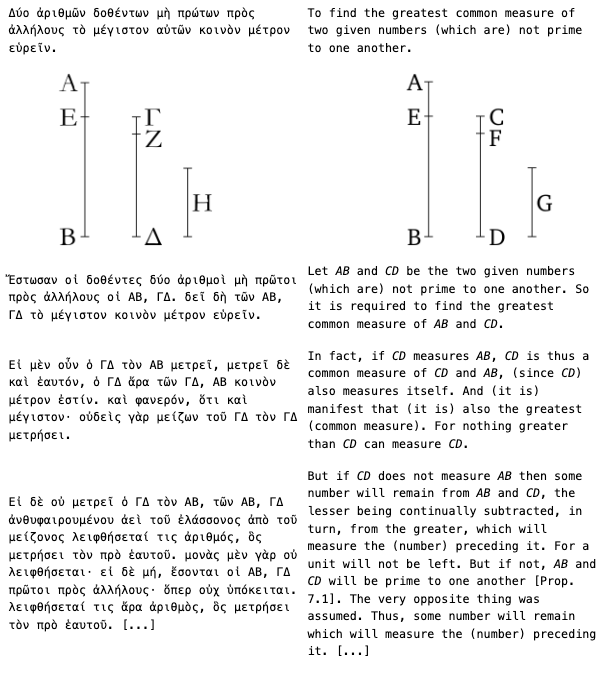 Δύο ἀριθμῶν δοθέντων μὴ πρώτων πρὸς
ἀλλήλους τὸ μέγιστον αὐτῶν κοινὸν μέτρον
εὑρεῖν.
To find the greatest common measure of
two given numbers (which are) not prime
to one another.
Α
Ε
Γ
Ζ
Η
Β
Δ
A
E
C
F
G
B
D
Ἔστωσαν οἱ δοθέντες δύο ἀριθμοὶ μὴ πρῶτοι
πρὸς ἀλλήλους οἱ ΑΒ, ΓΔ. δεῖ δὴ τῶν ΑΒ,
ΓΔ τὸ μέγιστον κοινὸν μέτρον εὑρεῖν.
Let AB and CD be the two given numbers
(which are) not prime to one another. So
it is required to find the greatest
common measure of AB and CD.
Εἰ μὲν οὖν ὁ ΓΔ τὸν ΑΒ μετρεῖ, μετρεῖ δὲ
καὶ ἑαυτόν, ὁ ΓΔ ἄρα τῶν ΓΔ, ΑΒ κοινὸν
μέτρον ἐστίν. καὶ φανερόν, ὅτι καὶ
μέγιστον· οὐδεὶς γὰρ μείζων τοῦ ΓΔ τὸν ΓΔ
μετρήσει.
In fact, if CD measures AB, CD is thus a
common measure of CD and AB, (since CD)
also measures itself. And (it is)
manifest that (it is) also the greatest
(common measure). For nothing greater
than CD can measure CD.
Εἰ δὲ οὐ μετρεῖ ὁ ΓΔ τὸν ΑΒ, τῶν ΑΒ, ΓΔ
ἀνθυφαιρουμένου ἀεὶ τοῦ ἐλάσσονος ἀπὸ τοῦ
μείζονος λειφθήσεταί τις ἀριθμός, ὃς
μετρήσει τὸν πρὸ ἑαυτοῦ. μονὰς μὲν γὰρ οὐ
λειφθήσεται· εἰ δὲ μή, ἔσονται οἱ ΑΒ, ΓΔ
πρῶτοι πρὸς ἀλλήλους· ὅπερ οὐχ ὑπόκειται.
λειφθήσεταί τις ἄρα ἀριθμὸς, ὃς μετρήσει
τὸν πρὸ ἑαυτοῦ. [...]
But if CD does not measure AB then some
number will remain from AB and CD, the
lesser being continually subtracted, in
turn, from the greater, which will
measure the (number) preceding it. For a
unit will not be left. But if not, AB and
CD will be prime to one another [Prop.
7.1]. The very opposite thing was
assumed. Thus, some number will remain
which will measure the (number) preceding
it. [...]